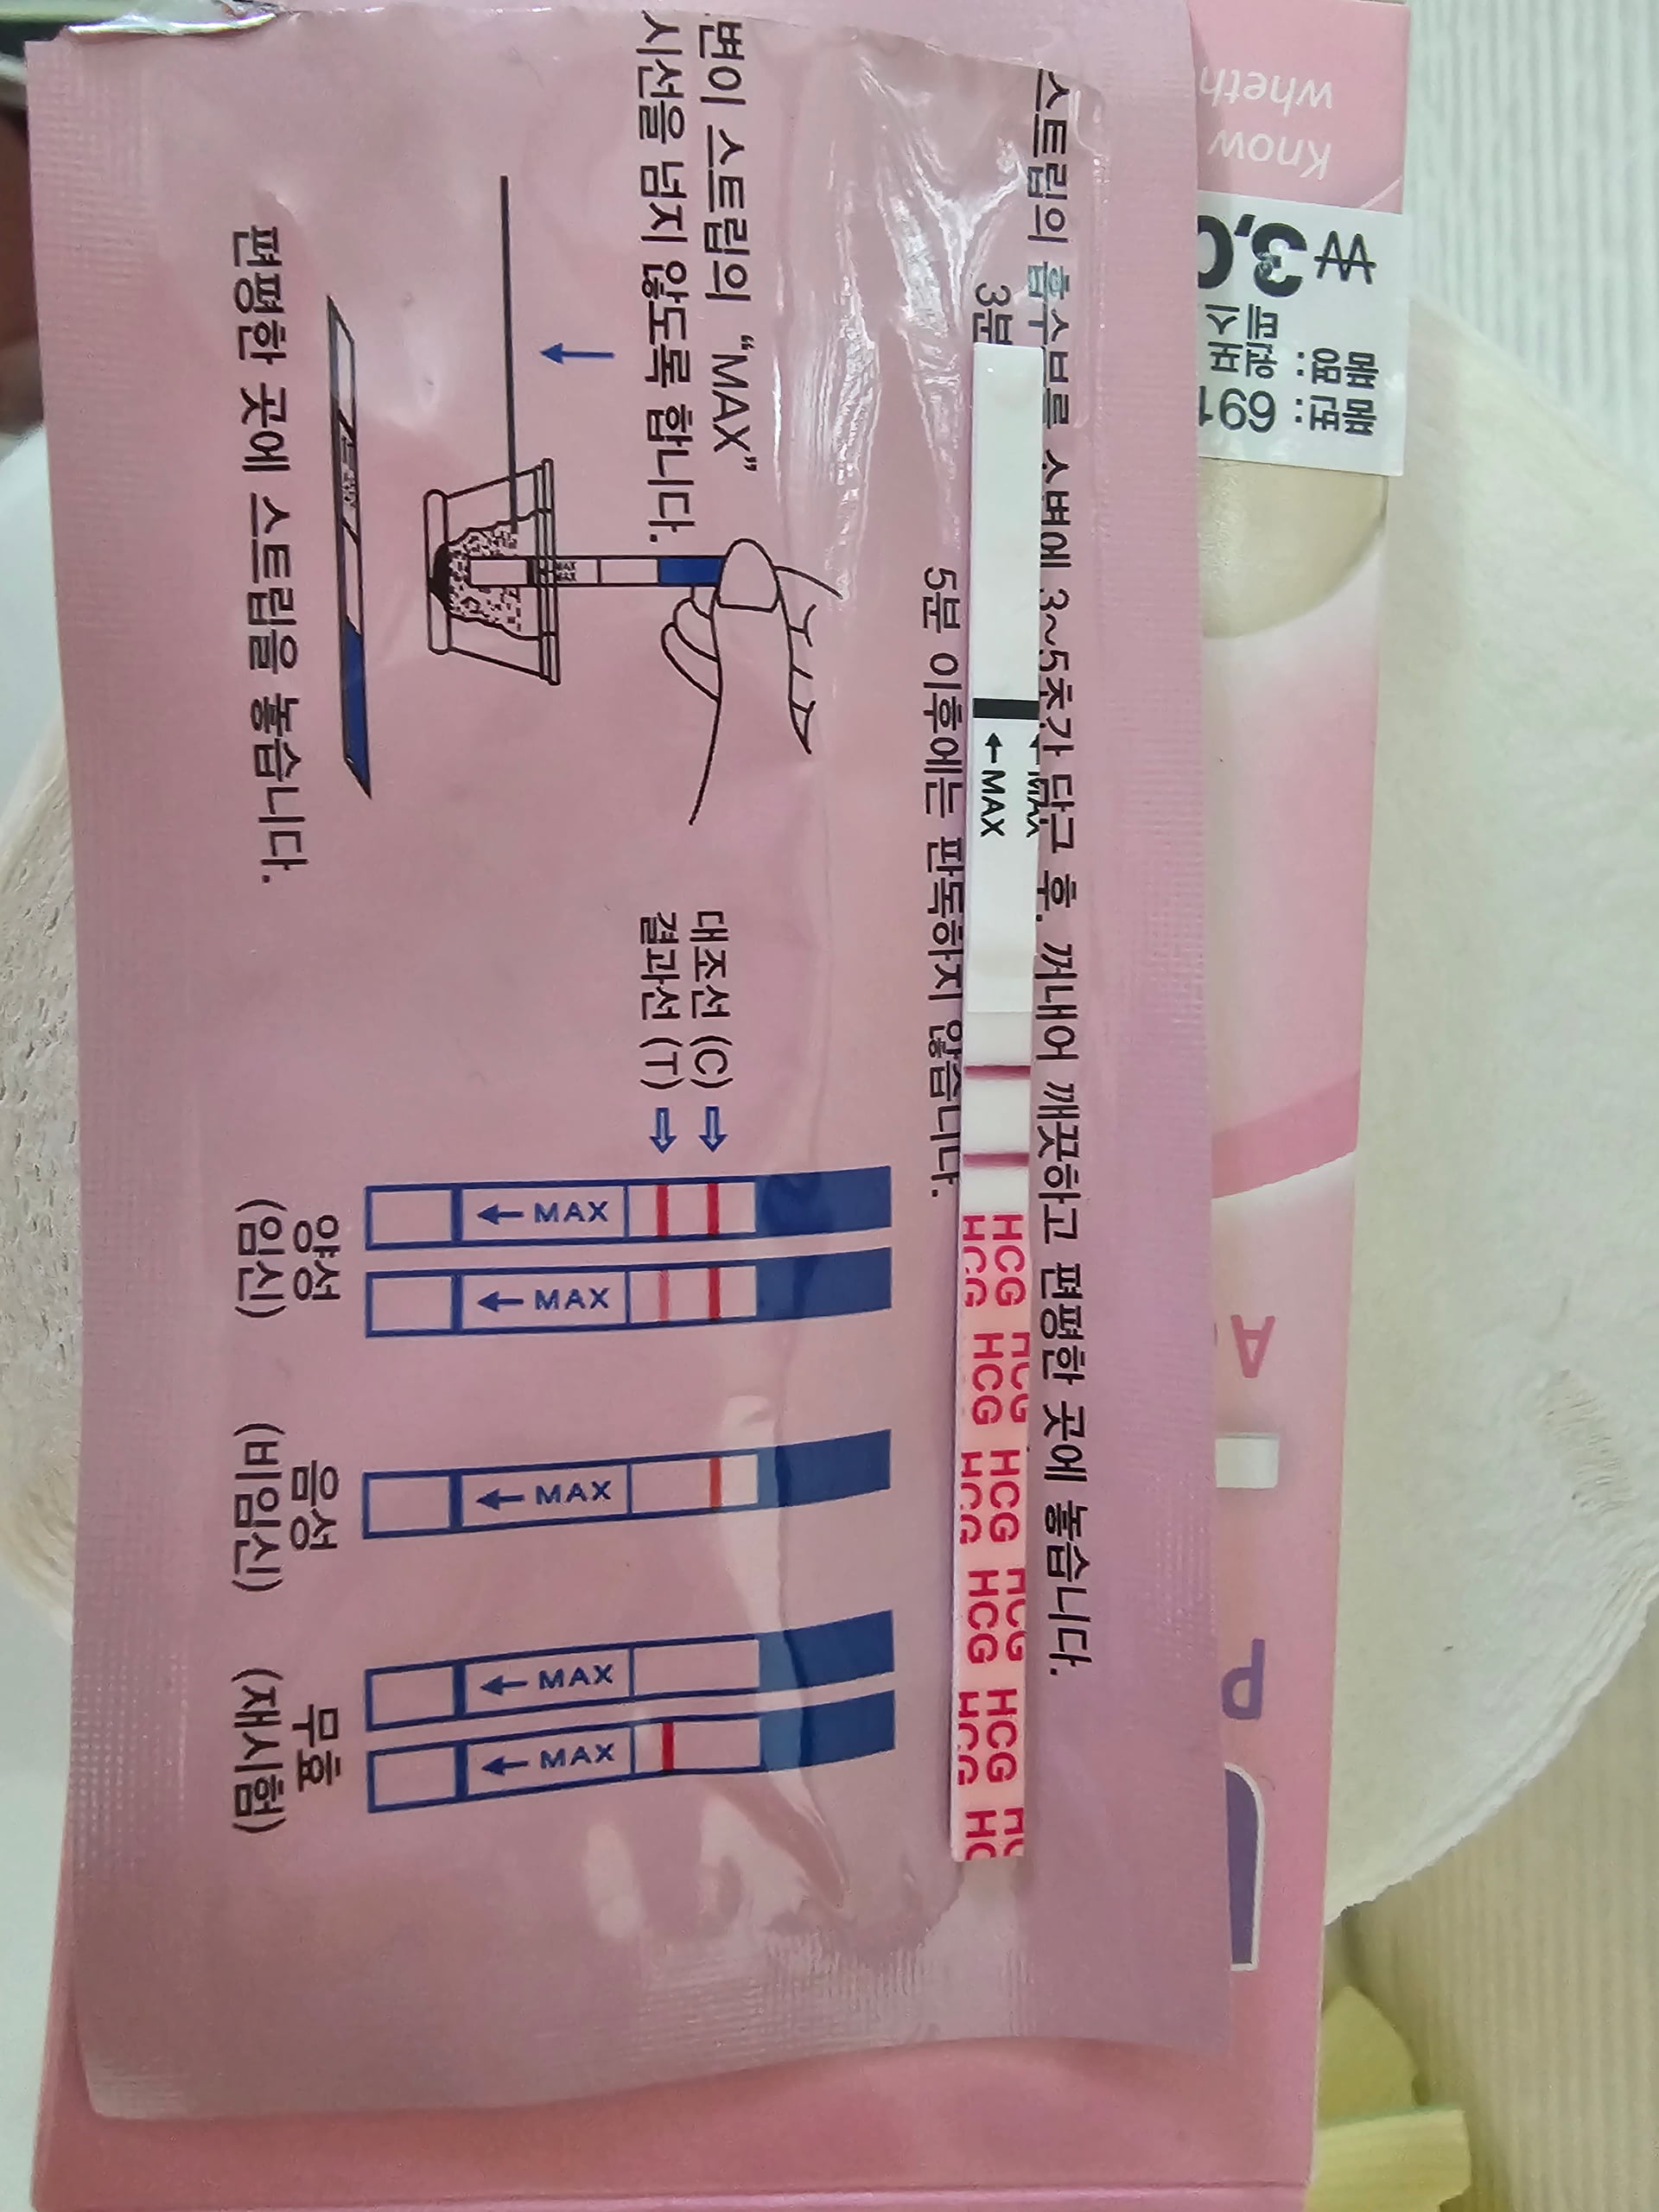 스트립의 흡수부를 소변에 3~5초간 담근 후, 꺼내어 깨끗하고 편평한 곳에 놓습니다.
3분
5분 이후에는 판독하지 않습니다.
변이 스트립의 “MAX”
시선을 넘지 않도록 합니다.
편평한 곳에 스트립을 놓습니다.
대조선 (C)
결과선 (T)
MAX
MAX
MAX
MAX
MAX
양성
(임신)
음성
(비임신)
무효
(재시험)
MAX
MAX
HCG HCG HCG HCG HCG
HCG HCG HCG HCG HCG
Know
wheth
₩3,0
품번: 691
품명:
A
P